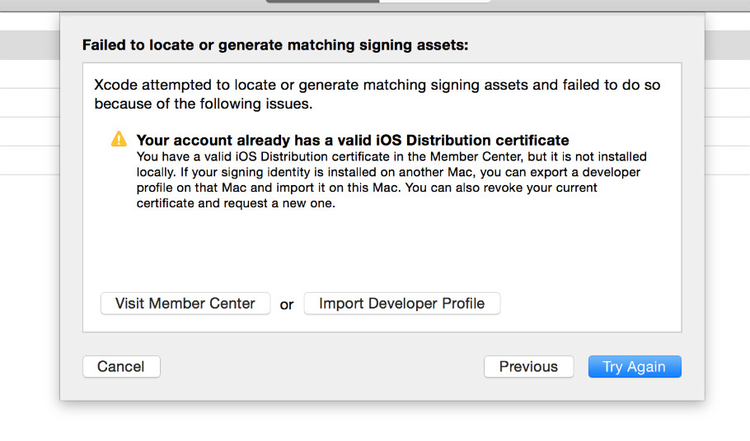 Failed to locate or generate matching signing assets:
Xcode attempted to locate or generate matching signing assets and failed to do so
because of the following issues.
Your account already has a valid iOS Distribution certificate
You have a valid iOS Distribution certificate in the Member Center, but it is not installed
locally. If your signing identity is installed on another Mac, you can export a developer
profile on that Mac and import it on this Mac. You can also revoke your current
certificate and request a new one.
Visit Member Center or Import Developer Profile
Cancel Previous Try Again